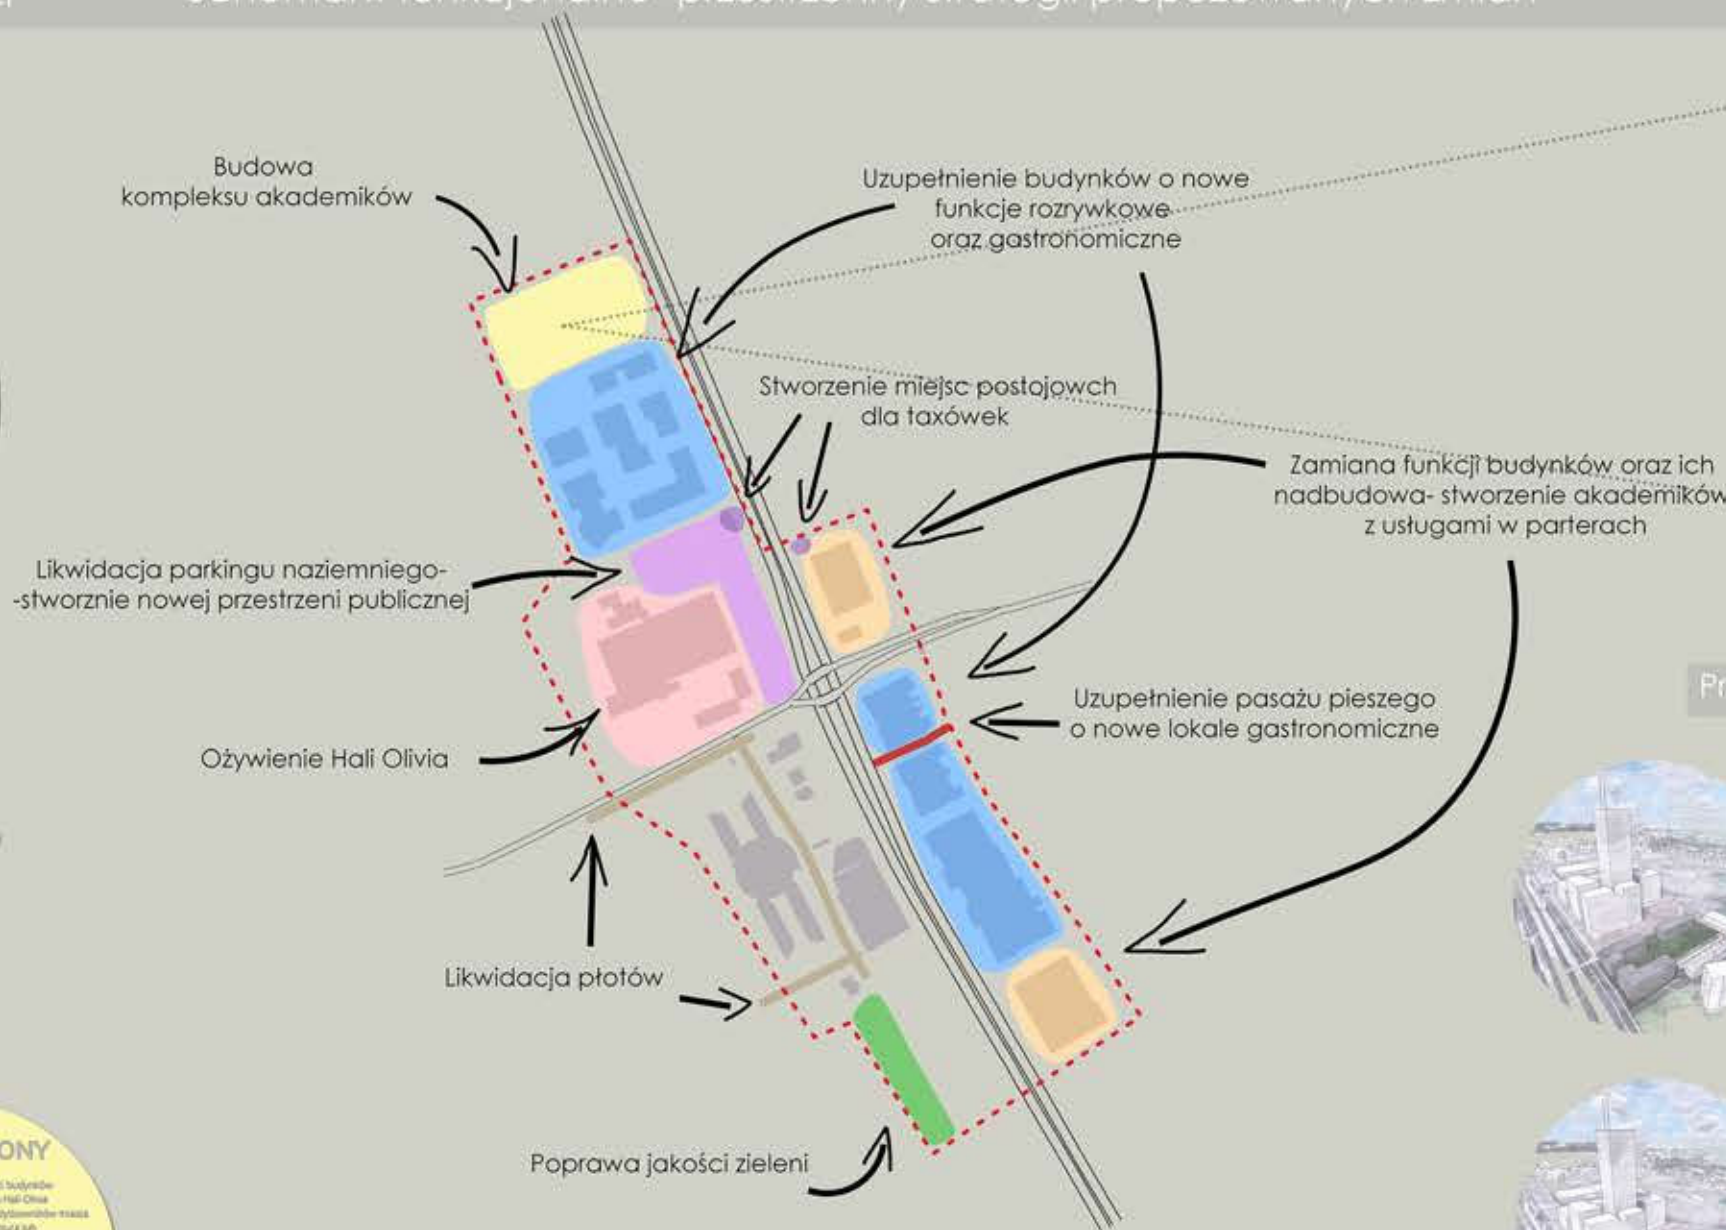 Budowa
kompleksu akademików
Uzupełnienie budynków o nowe
funkcje rozrywkowe
oraz gastronomiczne
Stworzenie miejsc postojowch
dla taxówek
Zamiana funkcji budynków oraz ich
nadbudowa- stworzenie akademików
z usługami w parterach
Likwidacja parkingu naziemniego-
-stworznie nowej przestrzeni publicznej
Uzupełnienie pasażu pieszego
o nowe lokale gastronomiczne
Ożywienie Hali Olivia
Likwidacja płotów
Poprawa jakości zieleni